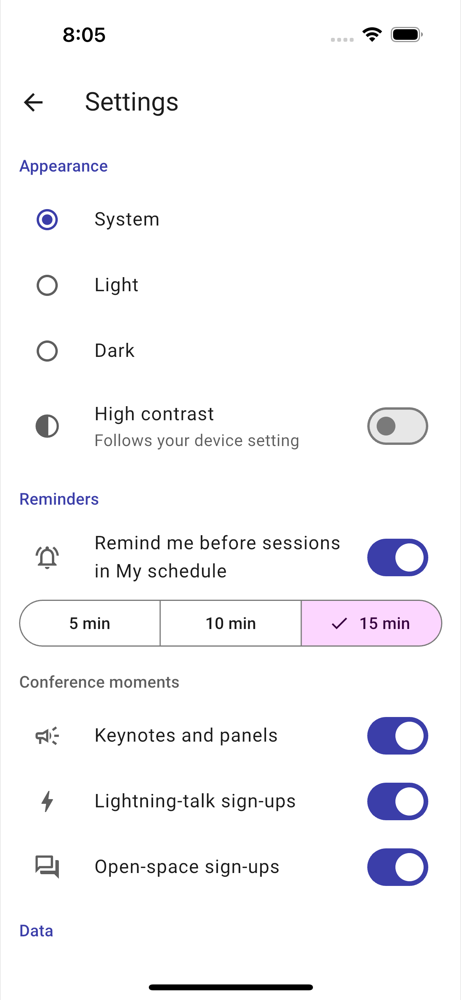 8:05
Settings
Appearance
System
Light
Dark
High contrast
Follows your device setting
Reminders
Remind me before sessions
in My schedule
5 min
10 min
15 min
Conference moments
Keynotes and panels
Lightning-talk sign-ups
Open-space sign-ups
Data